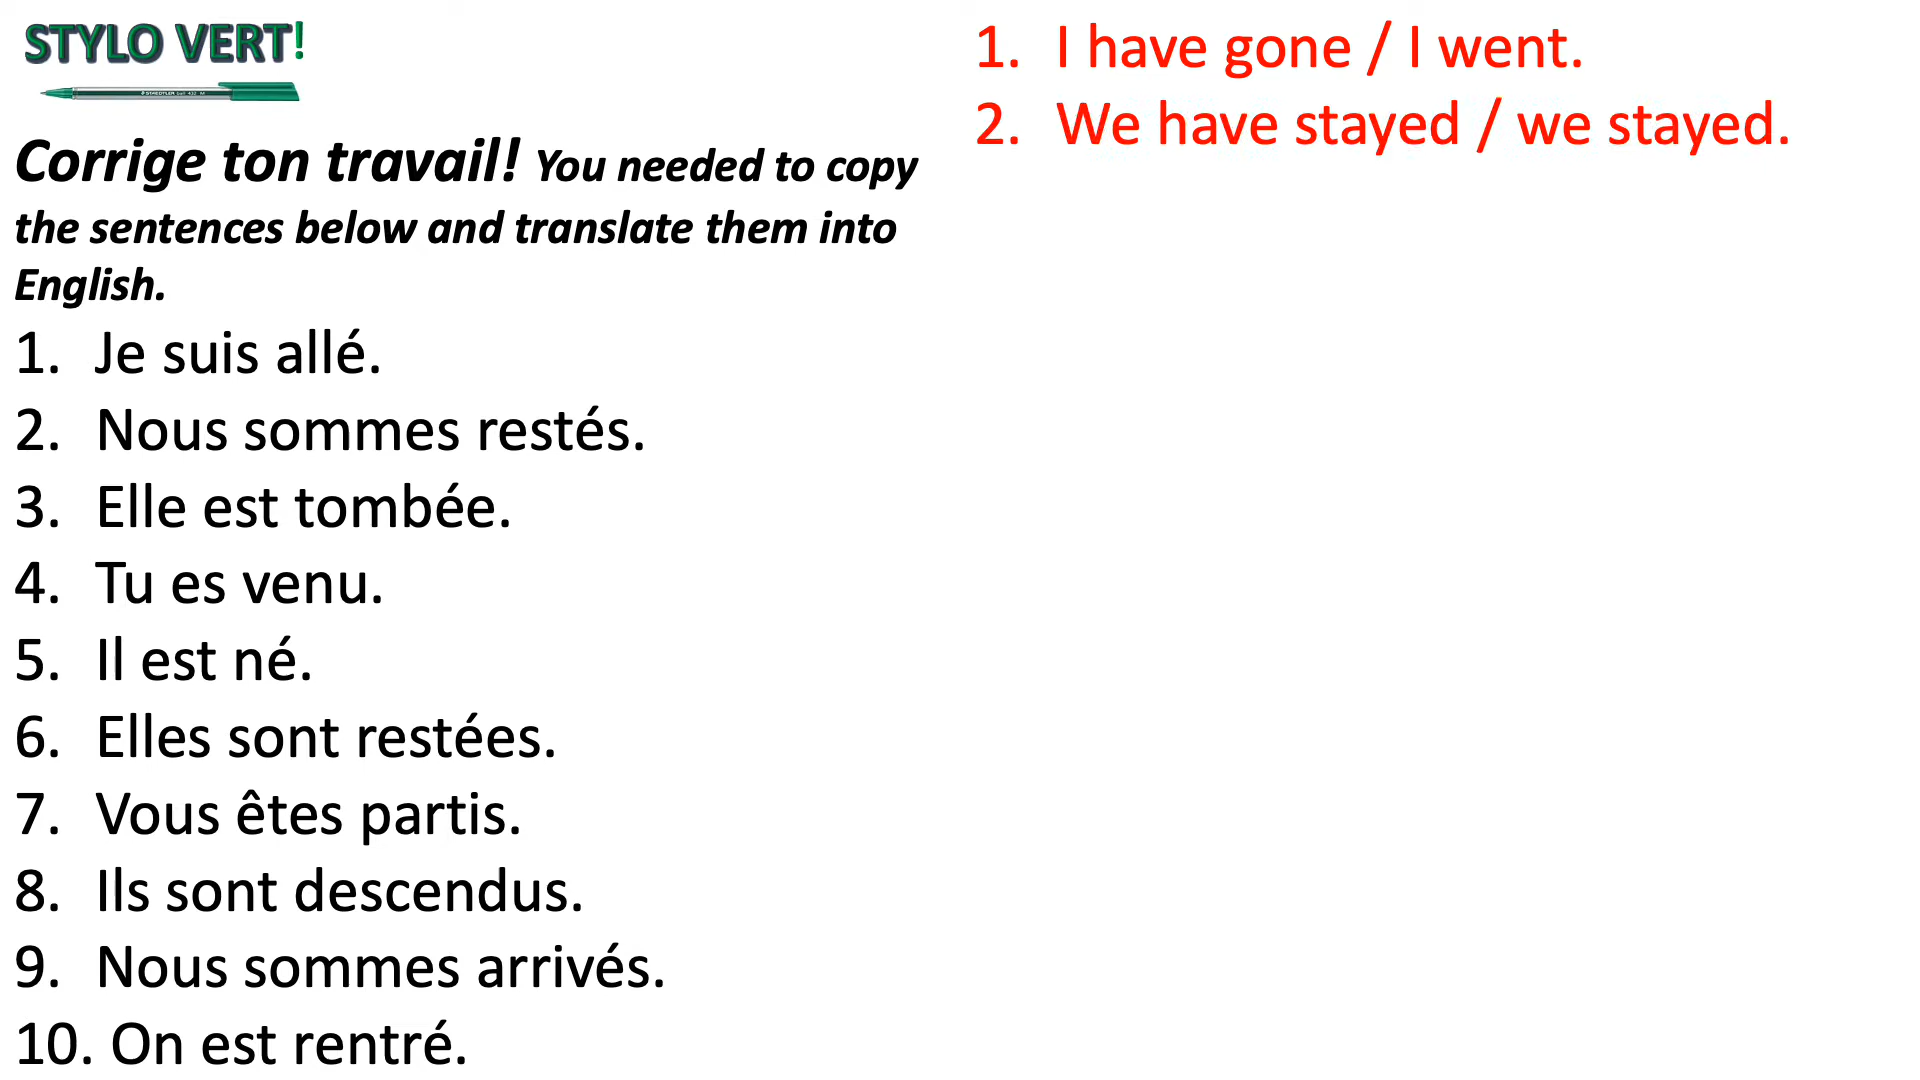 STYLO VERT!
STAEDTLER ball 432 M
Corrige ton travail! You needed to copy
the sentences below and translate them into
English.
1. Je suis allé.
2. Nous sommes restés.
3. Elle est tombée.
4. Tu es venu.
5. Il est né.
6. Elles sont restées.
7. Vous êtes partis.
8. Ils sont descendus.
9. Nous sommes arrivés.
10. On est rentré.
1. I have gone / I went.
2. We have stayed / we stayed.